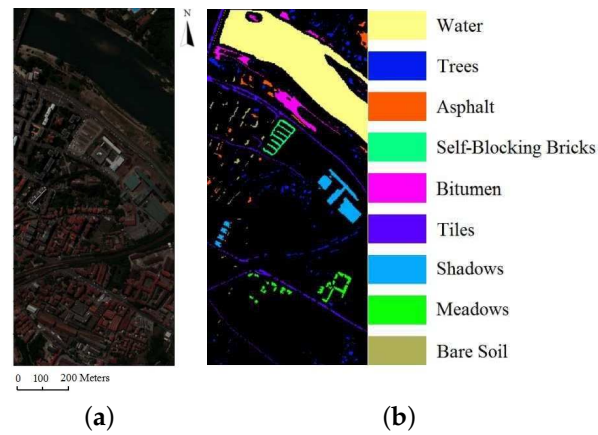 N
Water
Trees
Asphalt
Self-Blocking Bricks
Bitumen
Tiles
Shadows
Meadows
Bare Soil
0 100 200 Meters
(a)
(b)